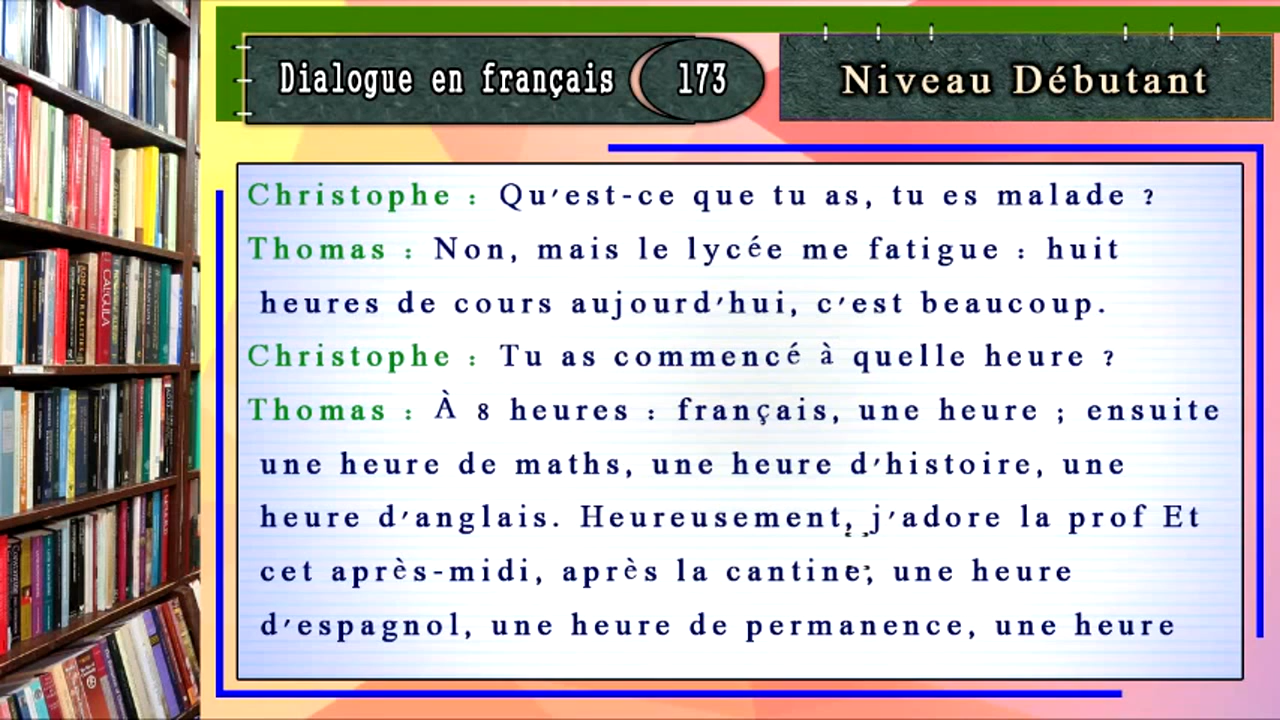 Dialogue en français 173
Niveau Débutant
Christophe : Qu'est-ce que tu as, tu es malade ?
Thomas : Non, mais le lycée me fatigue : huit
heures de cours aujourd'hui, c'est beaucoup.
Christophe : Tu as commencé à quelle heure ?
Thomas : À 8 heures : français, une heure ; ensuite
une heure de maths, une heure d'histoire, une
heure d'anglais. Heureusement, j'adore la prof Et
cet après-midi, après la cantine, une heure
d'espagnol, une heure de permanence, une heure
CALIGULA